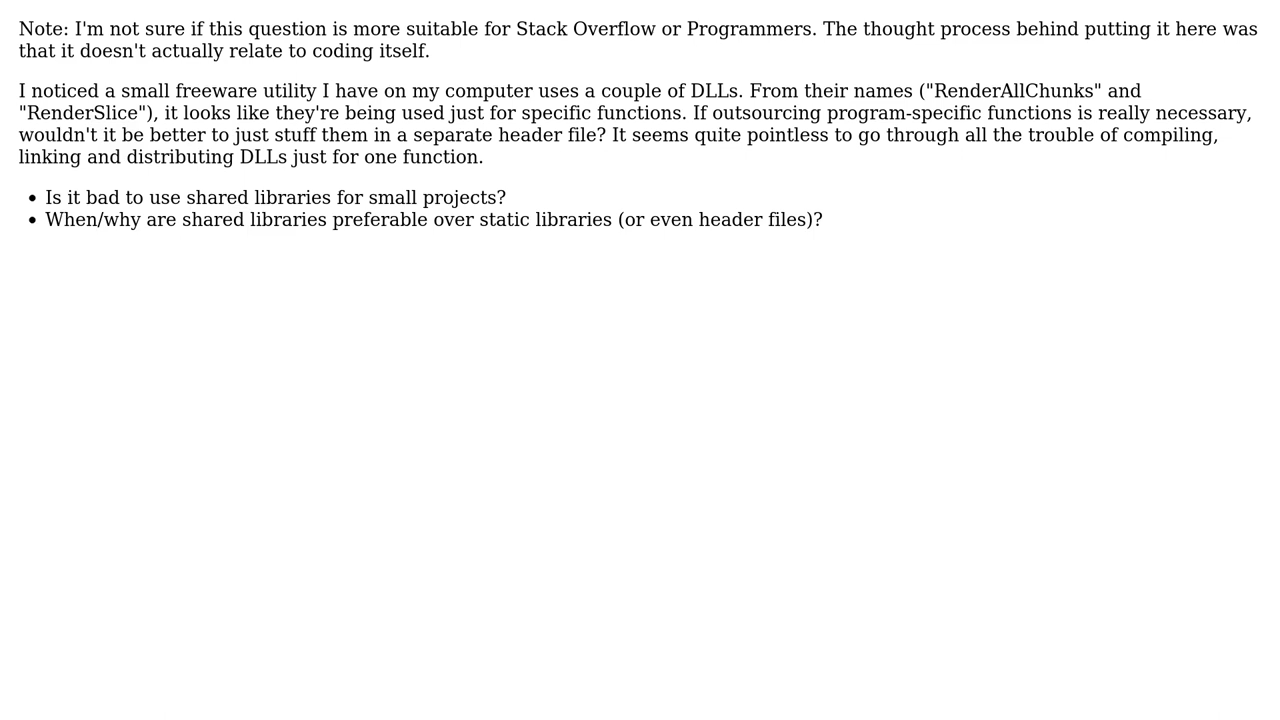 Note: I'm not sure if this question is more suitable for Stack Overflow or Programmers. The thought process behind putting it here was
that it doesn't actually relate to coding itself.
I noticed a small freeware utility I have on my computer uses a couple of DLLs. From their names ("RenderAllChunks" and
"RenderSlice"), it looks like they're being used just for specific functions. If outsourcing program-specific functions is really necessary,
wouldn't it be better to just stuff them in a separate header file? It seems quite pointless to go through all the trouble of compiling,
linking and distributing DLLs just for one function.
• Is it bad to use shared libraries for small projects?
• When/why are shared libraries preferable over static libraries (or even header files)?